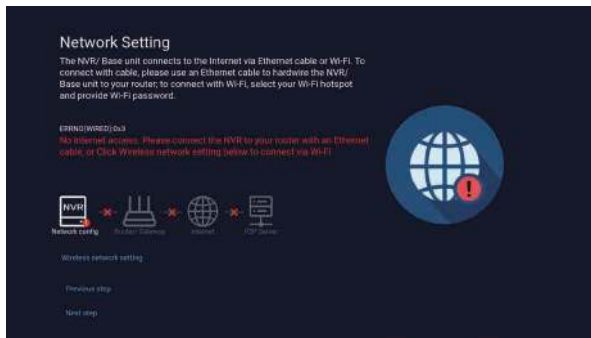 Network Setting
The NVR/ Base unit connects to the Internet via Ethernet cable or Wi-Fi. To
connect with cable, please use an Ethernet cable to hardwire the NVR/
Base unit to your router; to connect with Wi-Fi, select your Wi-Fi hotspot
and provide Wi-Fi password.
ERRNO(WIRED):0x3
No Internet access. Please connect the NVR to your router with an Ethernet
cable, or Click Wireless network setting below to connect via Wi-Fi
NVR
Network config Router/ Gateway Internet P2P Server
Wireless network setting
Previous step
Next step